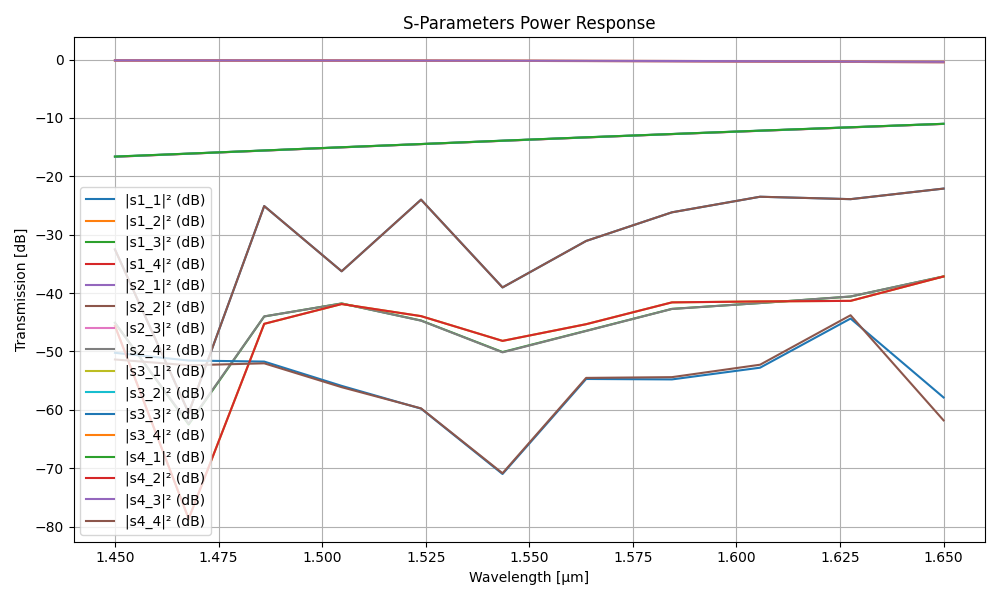 S-Parameters Power Response
Transmission [dB]
0
−10
−20
−30
−40
−50
−60
−70
−80
|s1_1|² (dB)
|s1_2|² (dB)
|s1_3|² (dB)
|s1_4|² (dB)
|s2_1|² (dB)
|s2_2|² (dB)
|s2_3|² (dB)
|s2_4|² (dB)
|s3_1|² (dB)
|s3_2|² (dB)
|s3_3|² (dB)
|s3_4|² (dB)
|s4_1|² (dB)
|s4_2|² (dB)
|s4_3|² (dB)
|s4_4|² (dB)
1.450 1.475 1.500 1.525 1.550 1.575 1.600 1.625 1.650
Wavelength [μm]